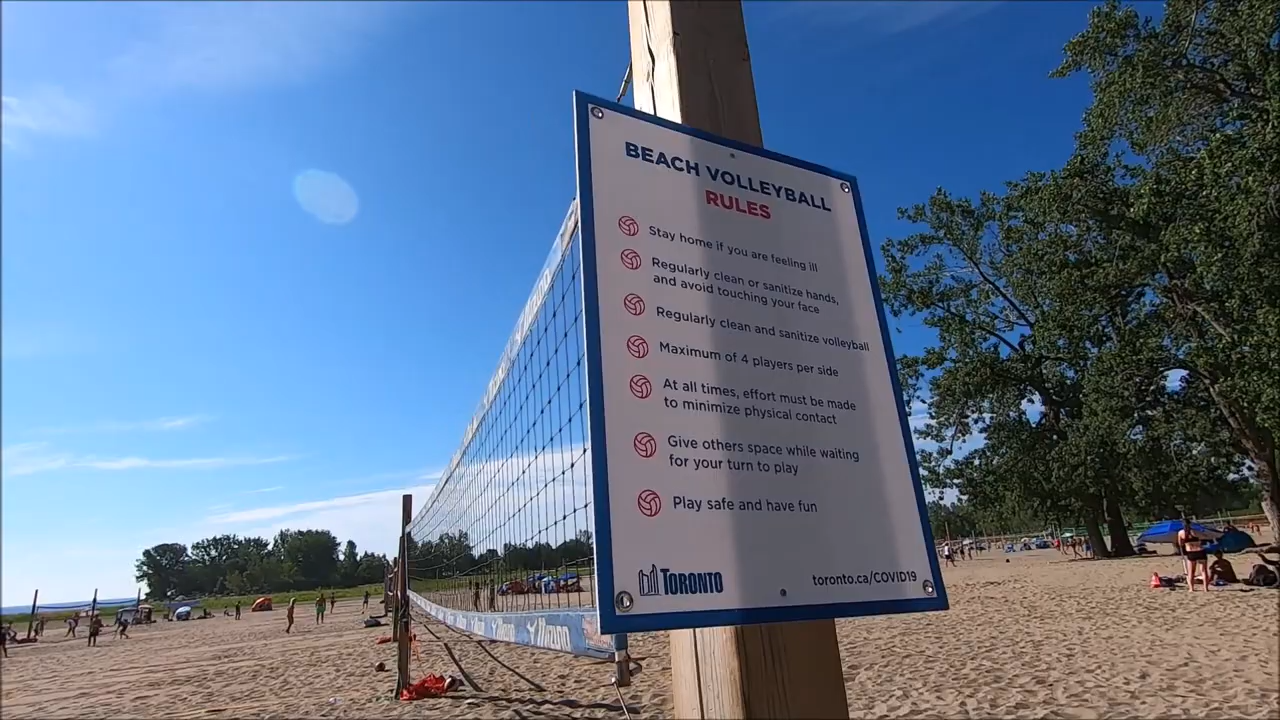 BEACH VOLLEYBALL
RULES
Stay home if you are feeling ill
Regularly clean or sanitize hands,
and avoid touching your face
Regularly clean and sanitize volleyball
Maximum of 4 players per side
At all times, effort must be made
to minimize physical contact
Give others space while waiting
for your turn to play
Play safe and have fun
TORONTO
toronto.ca/COVID19